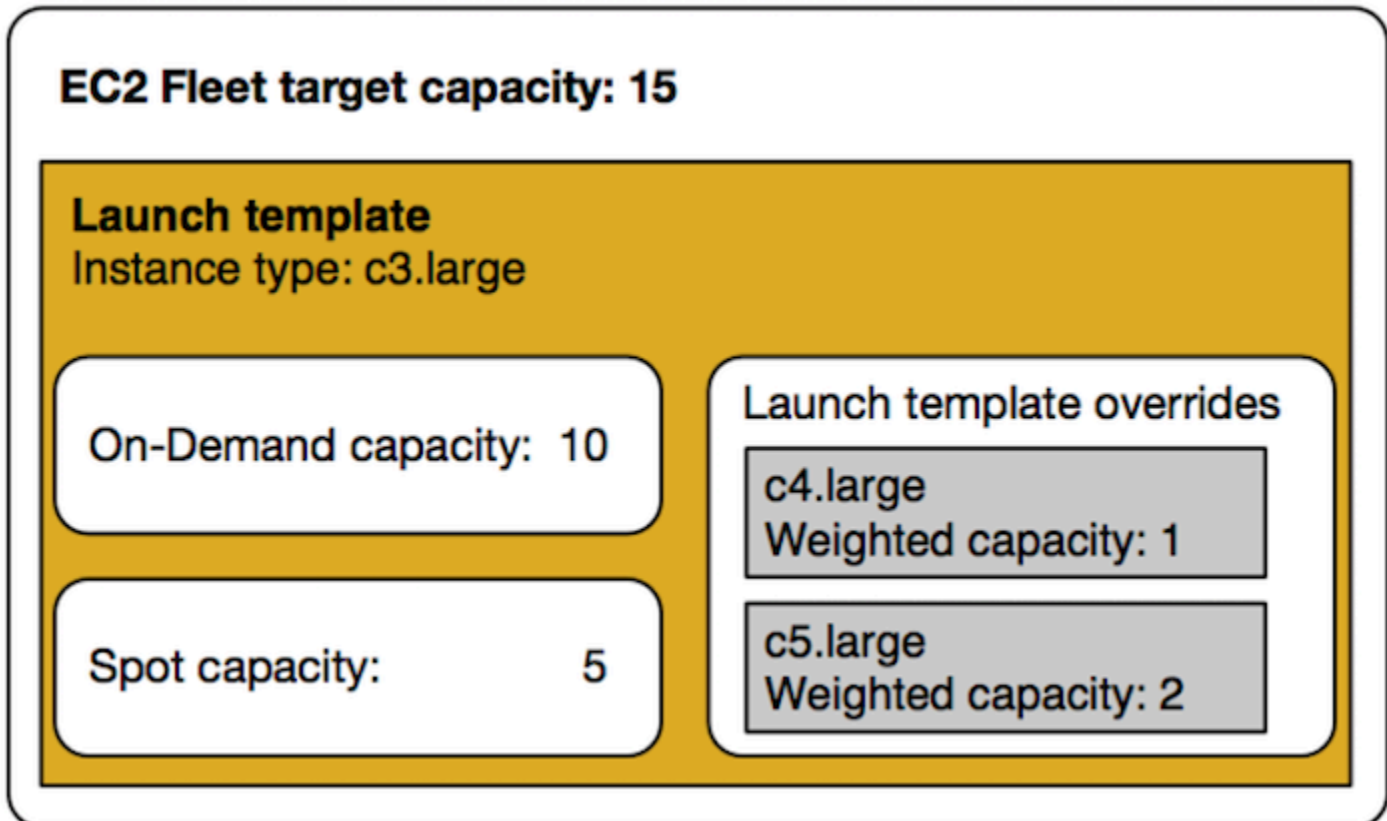 EC2 Fleet target capacity: 15
Launch template
Instance type: c3.large
On-Demand capacity: 10
Spot capacity: 5
Launch template overrides
c4.large
Weighted capacity: 1
c5.large
Weighted capacity: 2